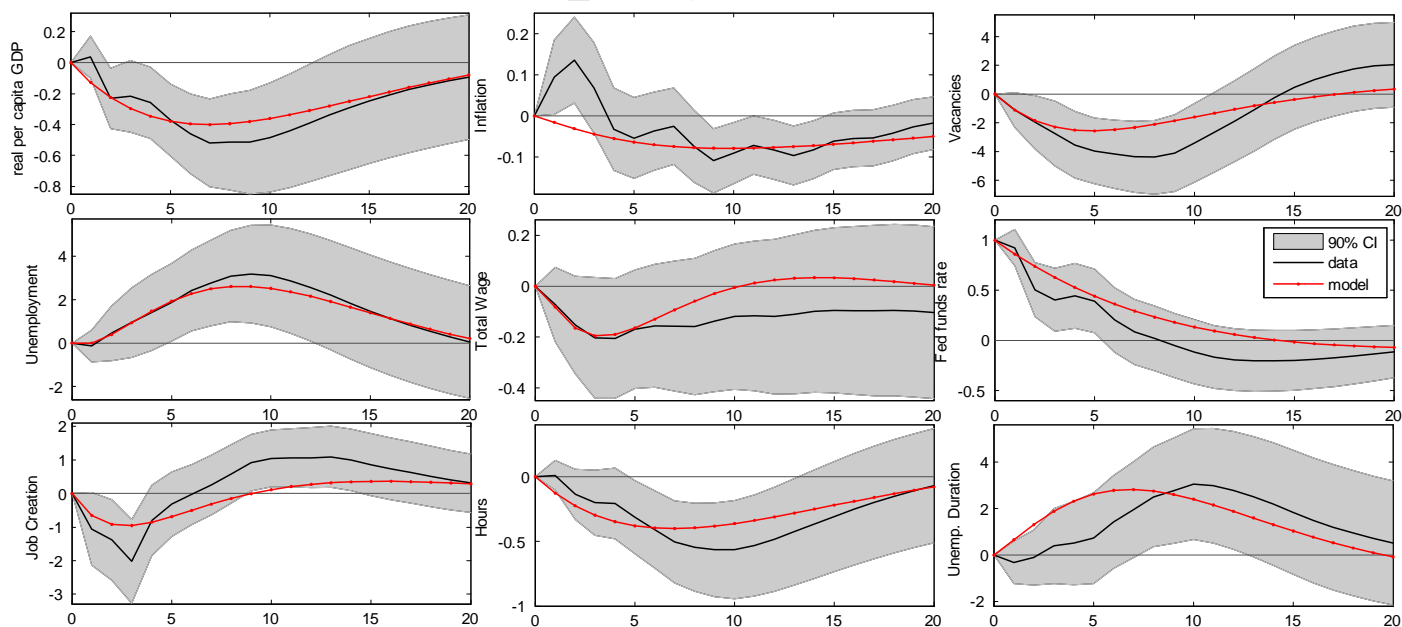 real per capita GDP
0.2
0
-0.2
-0.4
-0.6
-0.8
0 5 10 15 20
Inflation
0.2
0.1
0
-0.1
0 5 10 15 20
Vacancies
4
2
0
-2
-4
-6
0 5 10 15 20
Unemployment
4
2
0
-2
0 5 10 15 20
Total Wage
0.2
0
-0.2
-0.4
0 5 10 15 20
Fed funds rate
1
0.5
0
-0.5
0 5 10 15 20
90% CI
data
model
Job Creation
2
1
0
-1
-2
-3
0 5 10 15 20
Hours
0
-0.5
-1
0 5 10 15 20
Unemp. Duration
4
2
0
-2
0 5 10 15 20